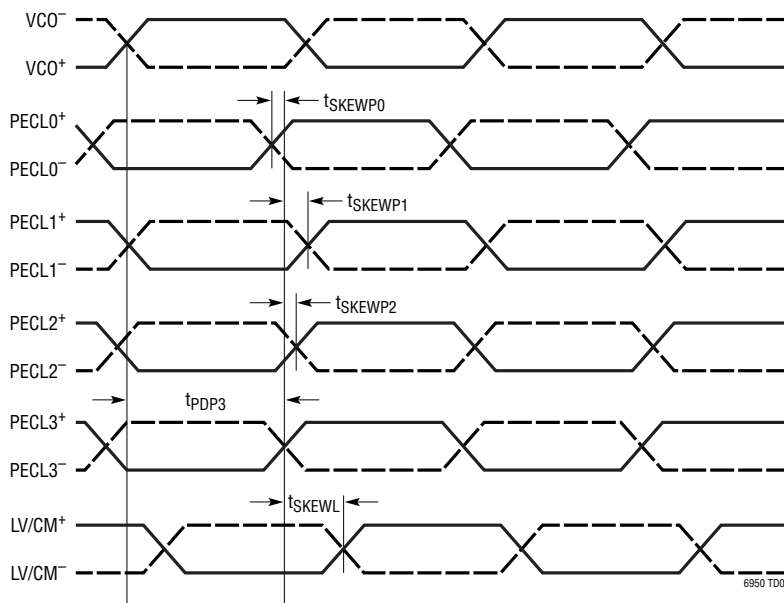 VCO⁻
VCO⁺
tSKEWP0
PECL0⁺
PECL0⁻
tSKEWP1
PECL1⁺
PECL1⁻
tSKEWP2
PECL2⁺
PECL2⁻
tPDP3
PECL3⁺
PECL3⁻
tSKEWL
LV/CM⁺
LV/CM⁻
6950 TD0